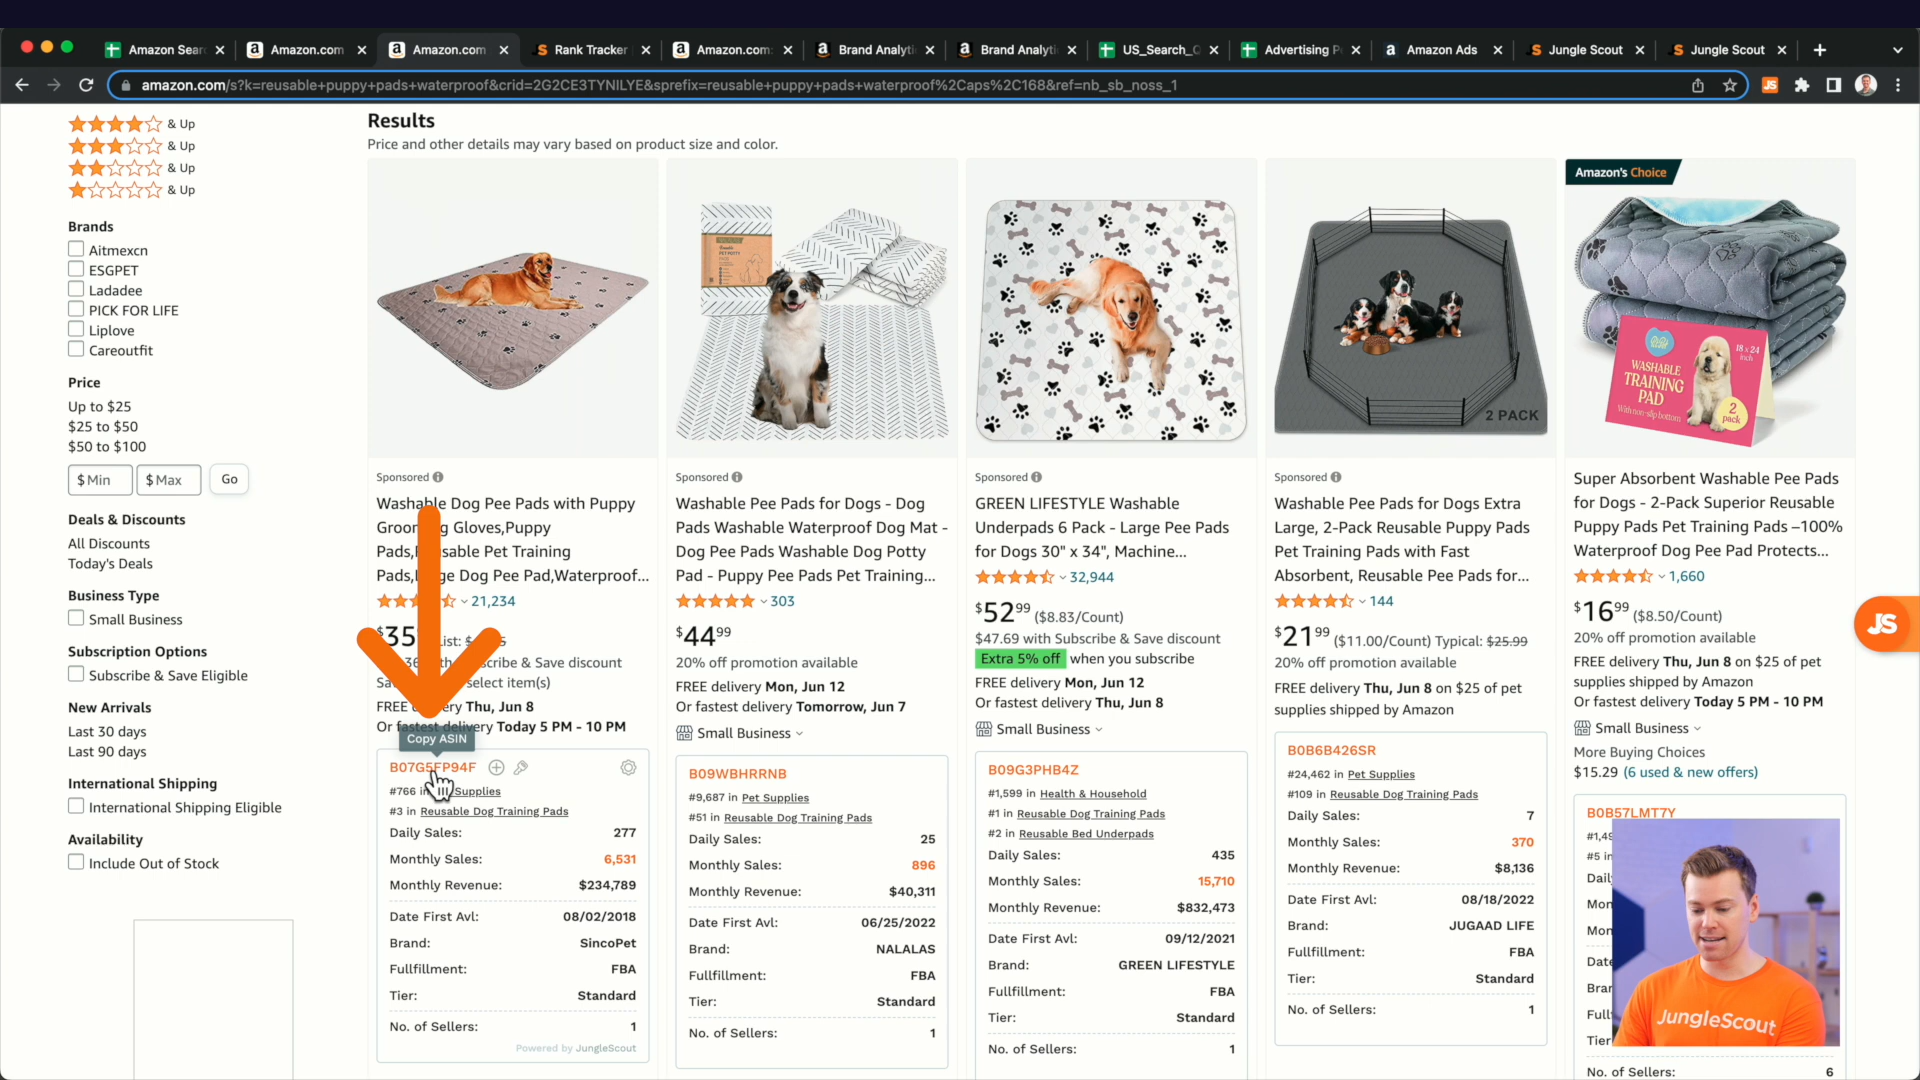 Amazon Sear
Amazon.com
Amazon.com
Rank Tracker
Amazon.com:
Brand Analyti
Brand Analyti
US_Search_Q
Advertising P
Amazon Ads
Jungle Scout
Jungle Scout
amazon.com/s?k=reusable+puppy+pads+waterproof&crid=2G2CE3TYNILYE&sprefix=reusable+puppy+pads+waterproof%2Caps%2C168&ref=nb_sb_noss_1
JS
& Up
& Up
& Up
& Up
Brands
Aitmexcn
ESGPET
Ladadee
PICK FOR LIFE
Liplove
Careoutfit
Price
Up to $25
$25 to $50
$50 to $100
$ Min
$ Max
Go
Deals & Discounts
All Discounts
Today's Deals
Business Type
Small Business
Subscription Options
Subscribe & Save Eligible
New Arrivals
Last 30 days
Last 90 days
International Shipping
International Shipping Eligible
Availability
Include Out of Stock
Results
Price and other details may vary based on product size and color.
Sponsored
Washable Dog Pee Pads with Puppy
Groo g Gloves,Puppy
Pads, sable Pet Training
Pads, ge Dog Pee Pad,Waterproof...
21,234
$35 ist:
scribe & Save discount
select item(s)
FREE ery Thu, Jun 8
Or fastest delivery Today 5 PM - 10 PM
Copy ASIN
B07G5FP94F
#766 in Supplies
#3 in Reusable Dog Training Pads
Daily Sales: 277
Monthly Sales: 6,531
Monthly Revenue: $234,789
Date First Avl: 08/02/2018
Brand: SincoPet
Fullfillment: FBA
Tier: Standard
No. of Sellers: 1
Powered by JungleScout
Sponsored
Washable Pee Pads for Dogs - Dog
Pads Washable Waterproof Dog Mat -
Dog Pee Pads Washable Dog Potty
Pad - Puppy Pee Pads Pet Training...
303
$44 99
20% off promotion available
FREE delivery Mon, Jun 12
Or fastest delivery Tomorrow, Jun 7
Small Business
B09WBHRRNB
#9,687 in Pet Supplies
#51 in Reusable Dog Training Pads
Daily Sales: 25
Monthly Sales: 896
Monthly Revenue: $40,311
Date First Avl: 06/25/2022
Brand: NALALAS
Fullfillment: FBA
Tier: Standard
No. of Sellers: 1
Sponsored
GREEN LIFESTYLE Washable
Underpads 6 Pack - Large Pee Pads
for Dogs 30" x 34", Machine...
32,944
$52 99 ($8.83/Count)
$47.69 with Subscribe & Save discount
Extra 5% off when you subscribe
FREE delivery Mon, Jun 12
Or fastest delivery Thu, Jun 8
Small Business
B09G3PHB4Z
#1,599 in Health & Household
#1 in Reusable Dog Training Pads
#2 in Reusable Bed Underpads
Daily Sales: 435
Monthly Sales: 15,710
Monthly Revenue: $832,473
Date First Avl: 09/12/2021
Brand: GREEN LIFESTYLE
Fullfillment: FBA
Tier: Standard
No. of Sellers: 1
2 PACK
Sponsored
Washable Pee Pads for Dogs Extra
Large, 2-Pack Reusable Puppy Pads
Pet Training Pads with Fast
Absorbent, Reusable Pee Pads for...
144
$21 99 ($11.00/Count) Typical: $25.99
20% off promotion available
FREE delivery Thu, Jun 8 on $25 of pet
supplies shipped by Amazon
B0B6B426SR
#24,462 in Pet Supplies
#109 in Reusable Dog Training Pads
Daily Sales: 7
Monthly Sales: 370
Monthly Revenue: $8,136
Date First Avl: 08/18/2022
Brand: JUGAAD LIFE
Fullfillment: FBA
Tier: Standard
No. of Sellers: 1
Amazon's Choice
18 x 24
Inch
WASHABLE
TRAINING
PAD
With non-slip bottom
2
pack
Super Absorbent Washable Pee Pads
for Dogs - 2-Pack Superior Reusable
Puppy Pads Pet Training Pads –100%
Waterproof Dog Pee Pad Protects...
1,660
$16 99 ($8.50/Count)
20% off promotion available
FREE delivery Thu, Jun 8 on $25 of pet
supplies shipped by Amazon
Or fastest delivery Today 5 PM - 10 PM
Small Business
More Buying Choices
$15.29 (6 used & new offers)
B0B57LMT7Y
#1,49
#5 in
Daily
Mon
Mon
Date
Bran
Fullf
Tier
No. of Sellers: 6
JS
JungleScout